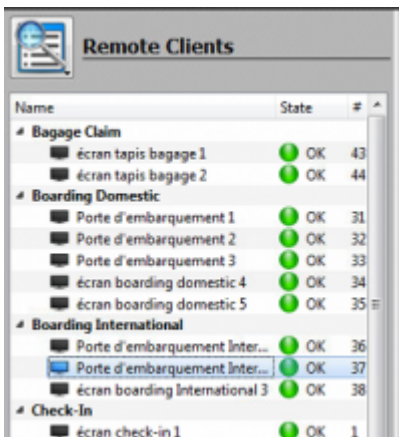 Remote Clients
Name State #
Bagage Claim
écran tapis bagage 1 OK 43
écran tapis bagage 2 OK 44
Boarding Domestic
Porte d'embarquement 1 OK 31
Porte d'embarquement 2 OK 32
Porte d'embarquement 3 OK 33
écran boarding domestic 4 OK 34
écran boarding domestic 5 OK 35
Boarding International
Porte d'embarquement Inter... OK 36
Porte d'embarquement Inter... OK 37
écran boarding International 3 OK 38
Check-In
écran check-in 1 OK 1